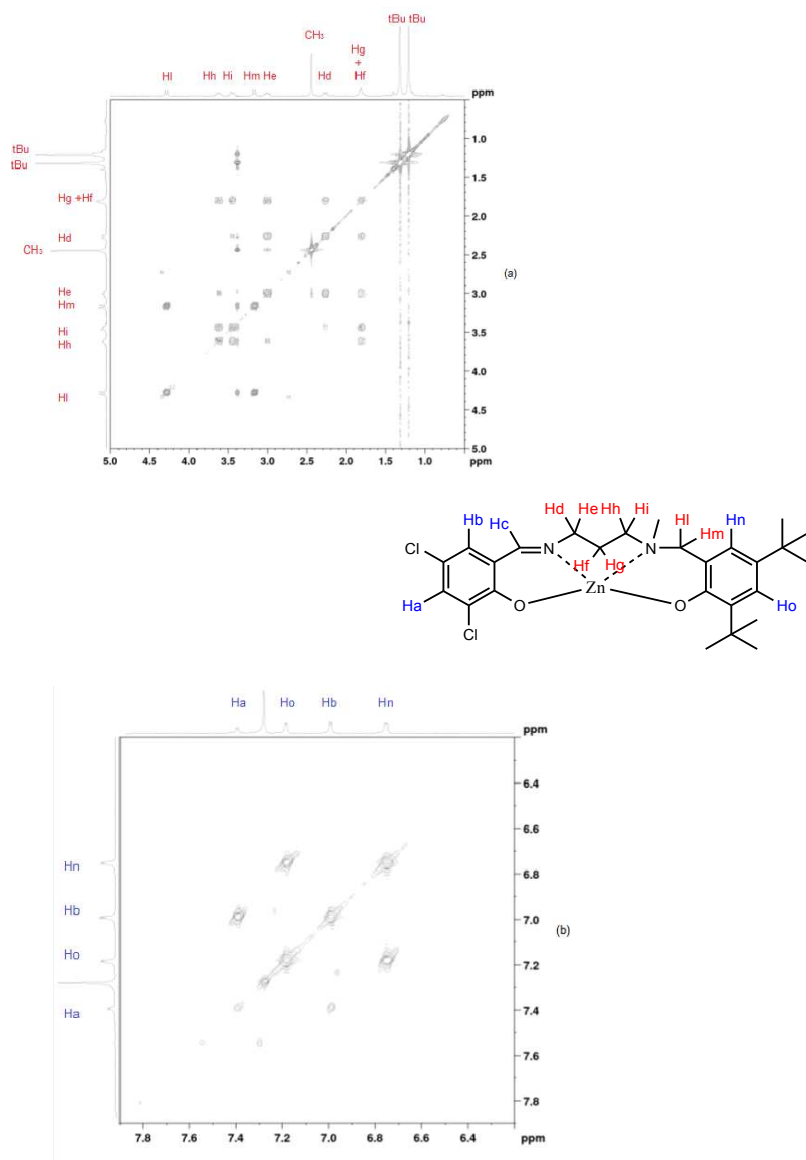 tBu tBu
CH3
Hg
+
Hf
Hl Hh Hi Hm He Hd
ppm
tBu
tBu
Hg +Hf
Hd
CH3
He
Hm
Hi
Hh
Hl
1.0
1.5
2.0
2.5
3.0
3.5
4.0
4.5
5.0
(a)
5.0 4.5 4.0 3.5 3.0 2.5 2.0 1.5 1.0
ppm
Hd He Hh Hi Hl Hn
Hb Hc Hm
Cl N N
Hf Hg
Zn
Ha O O Ho
Cl
Ha Ho Hb Hn
ppm
Hn
Hb
Ho
Ha
6.4
6.6
6.8
7.0
7.2
7.4
7.6
7.8
(b)
7.8 7.6 7.4 7.2 7.0 6.8 6.6 6.4 ppm